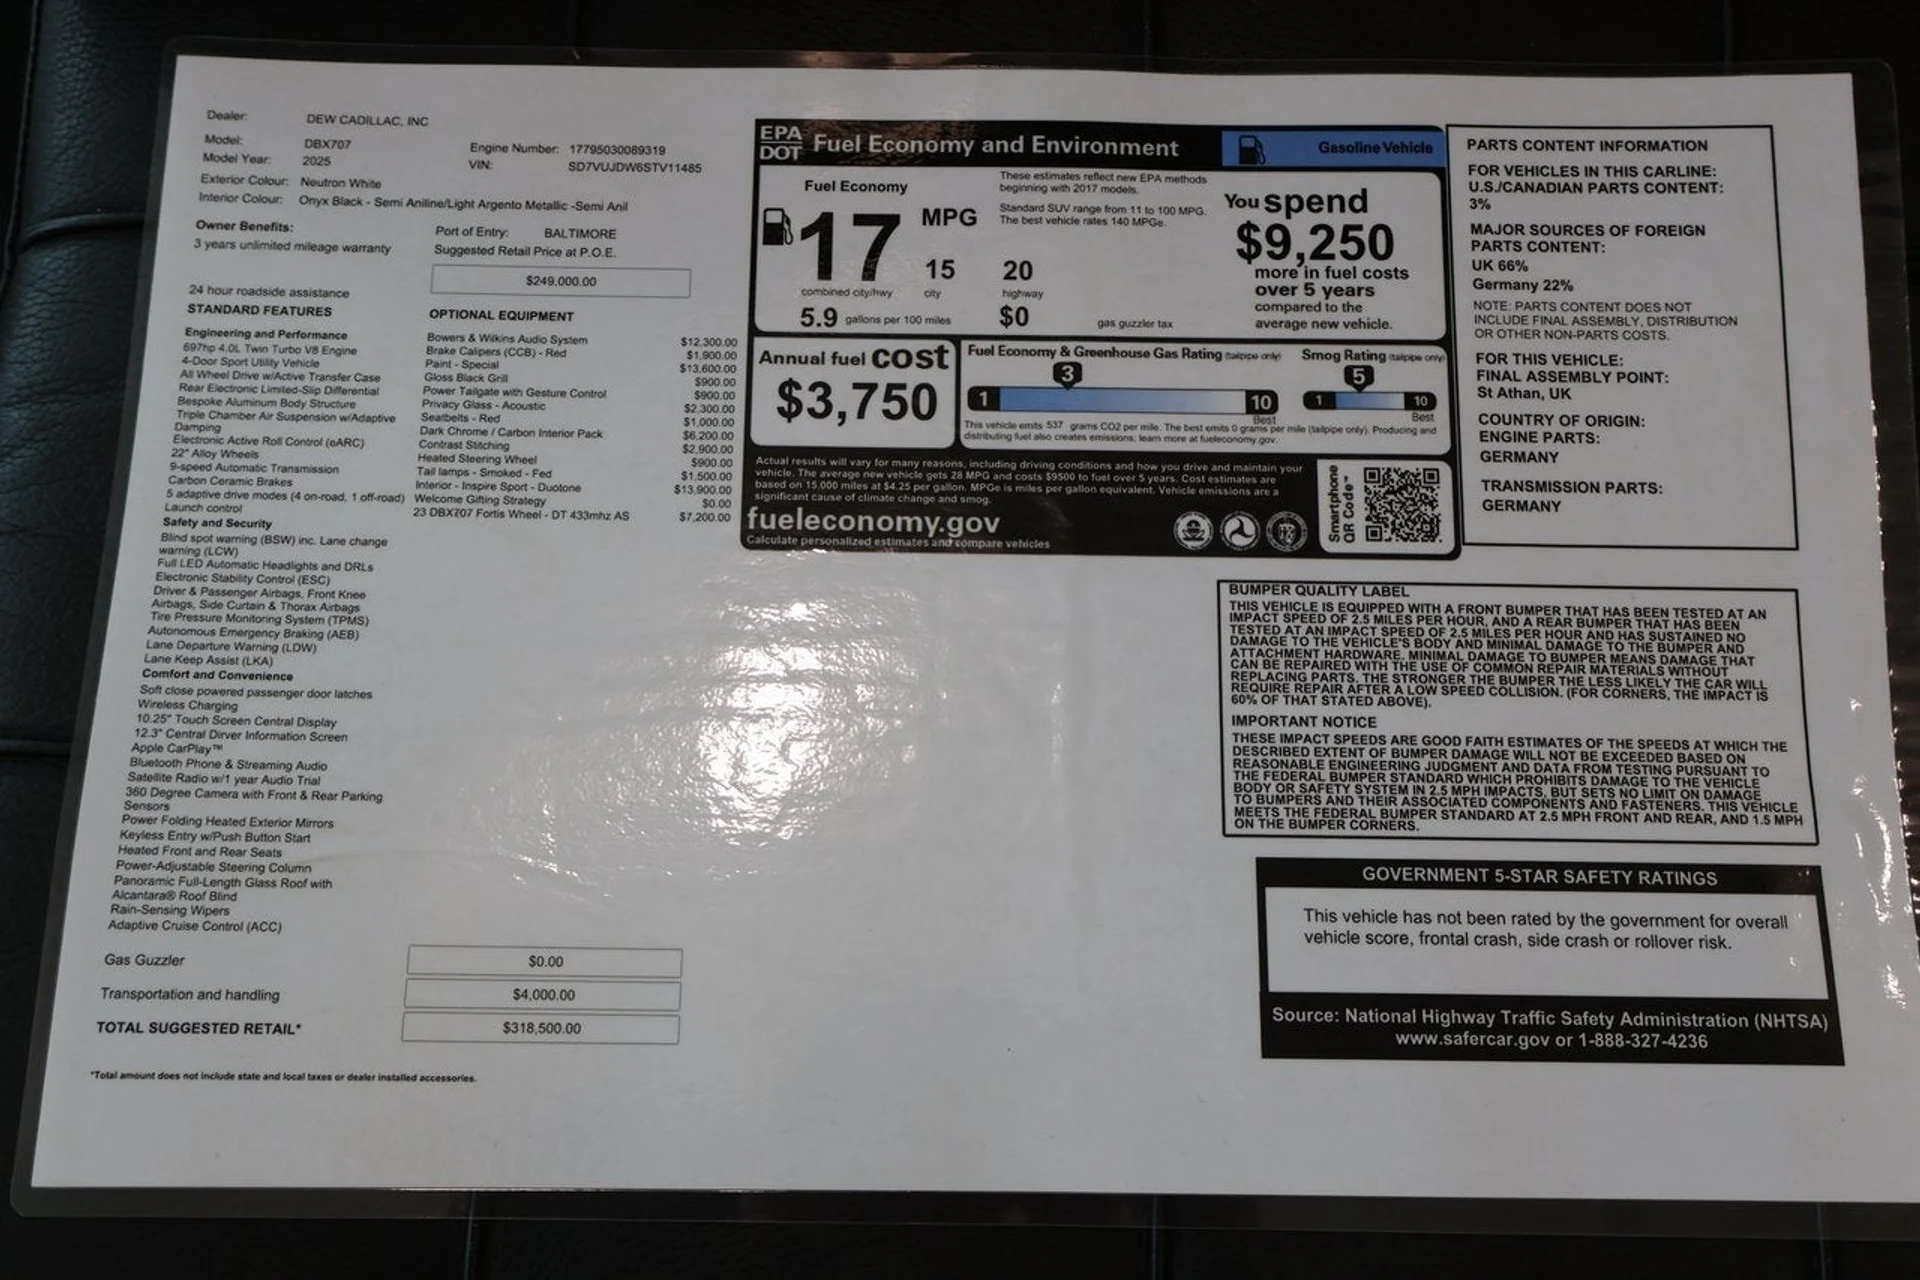 Dealer: DEW CADILLAC, INC
Model: DBX707
Model Year: 2025
Engine Number: 17795030089319
VIN: SD7VUJDW6STV11485
Exterior Colour: Neutron White
Interior Colour: Onyx Black - Semi Aniline/Light Argento Metallic -Semi Anil
Owner Benefits:
3 years unlimited mileage warranty
24 hour roadside assistance
Port of Entry: BALTIMORE
Suggested Retail Price at P.O.E.
$249,000.00
STANDARD FEATURES
Engineering and Performance
697hp 4.0L Twin Turbo V8 Engine
4-Door Sport Utility Vehicle
All Wheel Drive w/Active Transfer Case
Rear Electronic Limited-Slip Differential
Bespoke Aluminum Body Structure
Triple Chamber Air Suspension w/Adaptive
Damping
Electronic Active Roll Control (eARC)
22" Alloy Wheels
9-speed Automatic Transmission
Carbon Ceramic Brakes
5 adaptive drive modes (4 on-road, 1 off-road)
Launch control
Safety and Security
Blind spot warning (BSW) inc. Lane change
warning (LCW)
Full LED Automatic Headlights and DRLs
Electronic Stability Control (ESC)
Driver & Passenger Airbags, Front Knee
Airbags, Side Curtain & Thorax Airbags
Tire Pressure Monitoring System (TPMS)
Autonomous Emergency Braking (AEB)
Lane Departure Warning (LDW)
Lane Keep Assist (LKA)
Comfort and Convenience
Soft close powered passenger door latches
Wireless Charging
10.25" Touch Screen Central Display
12.3" Central Dirver Information Screen
Apple CarPlay™
Bluetooth Phone & Streaming Audio
Satellite Radio w/1 year Audio Trial
360 Degree Camera with Front & Rear Parking
Sensors
Power Folding Heated Exterior Mirrors
Keyless Entry w/Push Button Start
Heated Front and Rear Seats
Power-Adjustable Steering Column
Panoramic Full-Length Glass Roof with
Alcantara® Roof Blind
Rain-Sensing Wipers
Adaptive Cruise Control (ACC)
OPTIONAL EQUIPMENT
Bowers & Wilkins Audio System $12,300.00
Brake Calipers (CCB) - Red $1,900.00
Paint - Special $13,600.00
Gloss Black Grill $900.00
Power Tailgate with Gesture Control $900.00
Privacy Glass - Acoustic $2,300.00
Seatbelts - Red $1,000.00
Dark Chrome / Carbon Interior Pack $6,200.00
Contrast Stitching $2,900.00
Heated Steering Wheel $900.00
Tail lamps - Smoked - Fed $1,500.00
Interior - Inspire Sport - Duotone $13,900.00
Welcome Gifting Strategy $0.00
23 DBX707 Fortis Wheel - DT 433mhz AS $7,200.00
Gas Guzzler $0.00
Transportation and handling $4,000.00
TOTAL SUGGESTED RETAIL* $318,500.00
*Total amount does not include state and local taxes or dealer installed accessories.
EPA
DOT
Fuel Economy and Environment
Gasoline Vehicle
Fuel Economy
17 MPG
combined city/hwy
15
city
20
highway
These estimates reflect new EPA methods
beginning with 2017 models.
Standard SUV range from 11 to 100 MPG.
The best vehicle rates 140 MPGe.
5.9 gallons per 100 miles
$0 gas guzzler tax
You spend
$9,250
more in fuel costs
over 5 years
compared to the
average new vehicle.
Annual fuel cost
$3,750
Fuel Economy & Greenhouse Gas Rating (tailpipe only)
3
1 10
Best
Smog Rating (tailpipe only)
5
1 10
Best
This vehicle emits 537 grams CO2 per mile. The best emits 0 grams per mile (tailpipe only). Producing and
distributing fuel also creates emissions; learn more at fueleconomy.gov.
Actual results will vary for many reasons, including driving conditions and how you drive and maintain your
vehicle. The average new vehicle gets 28 MPG and costs $9500 to fuel over 5 years. Cost estimates are
based on 15,000 miles at $4.25 per gallon. MPGe is miles per gallon equivalent. Vehicle emissions are a
significant cause of climate change and smog.
fueleconomy.gov
Calculate personalized estimates and compare vehicles
Smartphone
QR Code™
PARTS CONTENT INFORMATION
FOR VEHICLES IN THIS CARLINE:
U.S./CANADIAN PARTS CONTENT:
3%
MAJOR SOURCES OF FOREIGN
PARTS CONTENT:
UK 66%
Germany 22%
NOTE: PARTS CONTENT DOES NOT
INCLUDE FINAL ASSEMBLY, DISTRIBUTION
OR OTHER NON-PARTS COSTS.
FOR THIS VEHICLE:
FINAL ASSEMBLY POINT:
St Athan, UK
COUNTRY OF ORIGIN:
ENGINE PARTS:
GERMANY
TRANSMISSION PARTS:
GERMANY
BUMPER QUALITY LABEL
THIS VEHICLE IS EQUIPPED WITH A FRONT BUMPER THAT HAS BEEN TESTED AT AN
IMPACT SPEED OF 2.5 MILES PER HOUR, AND A REAR BUMPER THAT HAS BEEN
TESTED AT AN IMPACT SPEED OF 2.5 MILES PER HOUR AND HAS SUSTAINED NO
DAMAGE TO THE VEHICLE'S BODY AND MINIMAL DAMAGE TO THE BUMPER AND
ATTACHMENT HARDWARE. MINIMAL DAMAGE TO BUMPER MEANS DAMAGE THAT
CAN BE REPAIRED WITH THE USE OF COMMON REPAIR MATERIALS WITHOUT
REPLACING PARTS. THE STRONGER THE BUMPER THE LESS LIKELY THE CAR WILL
REQUIRE REPAIR AFTER A LOW SPEED COLLISION. (FOR CORNERS, THE IMPACT IS
60% OF THAT STATED ABOVE).
IMPORTANT NOTICE
THESE IMPACT SPEEDS ARE GOOD FAITH ESTIMATES OF THE SPEEDS AT WHICH THE
DESCRIBED EXTENT OF BUMPER DAMAGE WILL NOT BE EXCEEDED BASED ON
REASONABLE ENGINEERING JUDGMENT AND DATA FROM TESTING PURSUANT TO
THE FEDERAL BUMPER STANDARD WHICH PROHIBITS DAMAGE TO THE VEHICLE
BODY OR SAFETY SYSTEM IN 2.5 MPH IMPACTS, BUT SETS NO LIMIT ON DAMAGE
TO BUMPERS AND THEIR ASSOCIATED COMPONENTS AND FASTENERS. THIS VEHICLE
MEETS THE FEDERAL BUMPER STANDARD AT 2.5 MPH FRONT AND REAR, AND 1.5 MPH
ON THE BUMPER CORNERS.
GOVERNMENT 5-STAR SAFETY RATINGS
This vehicle has not been rated by the government for overall
vehicle score, frontal crash, side crash or rollover risk.
Source: National Highway Traffic Safety Administration (NHTSA)
www.safercar.gov or 1-888-327-4236